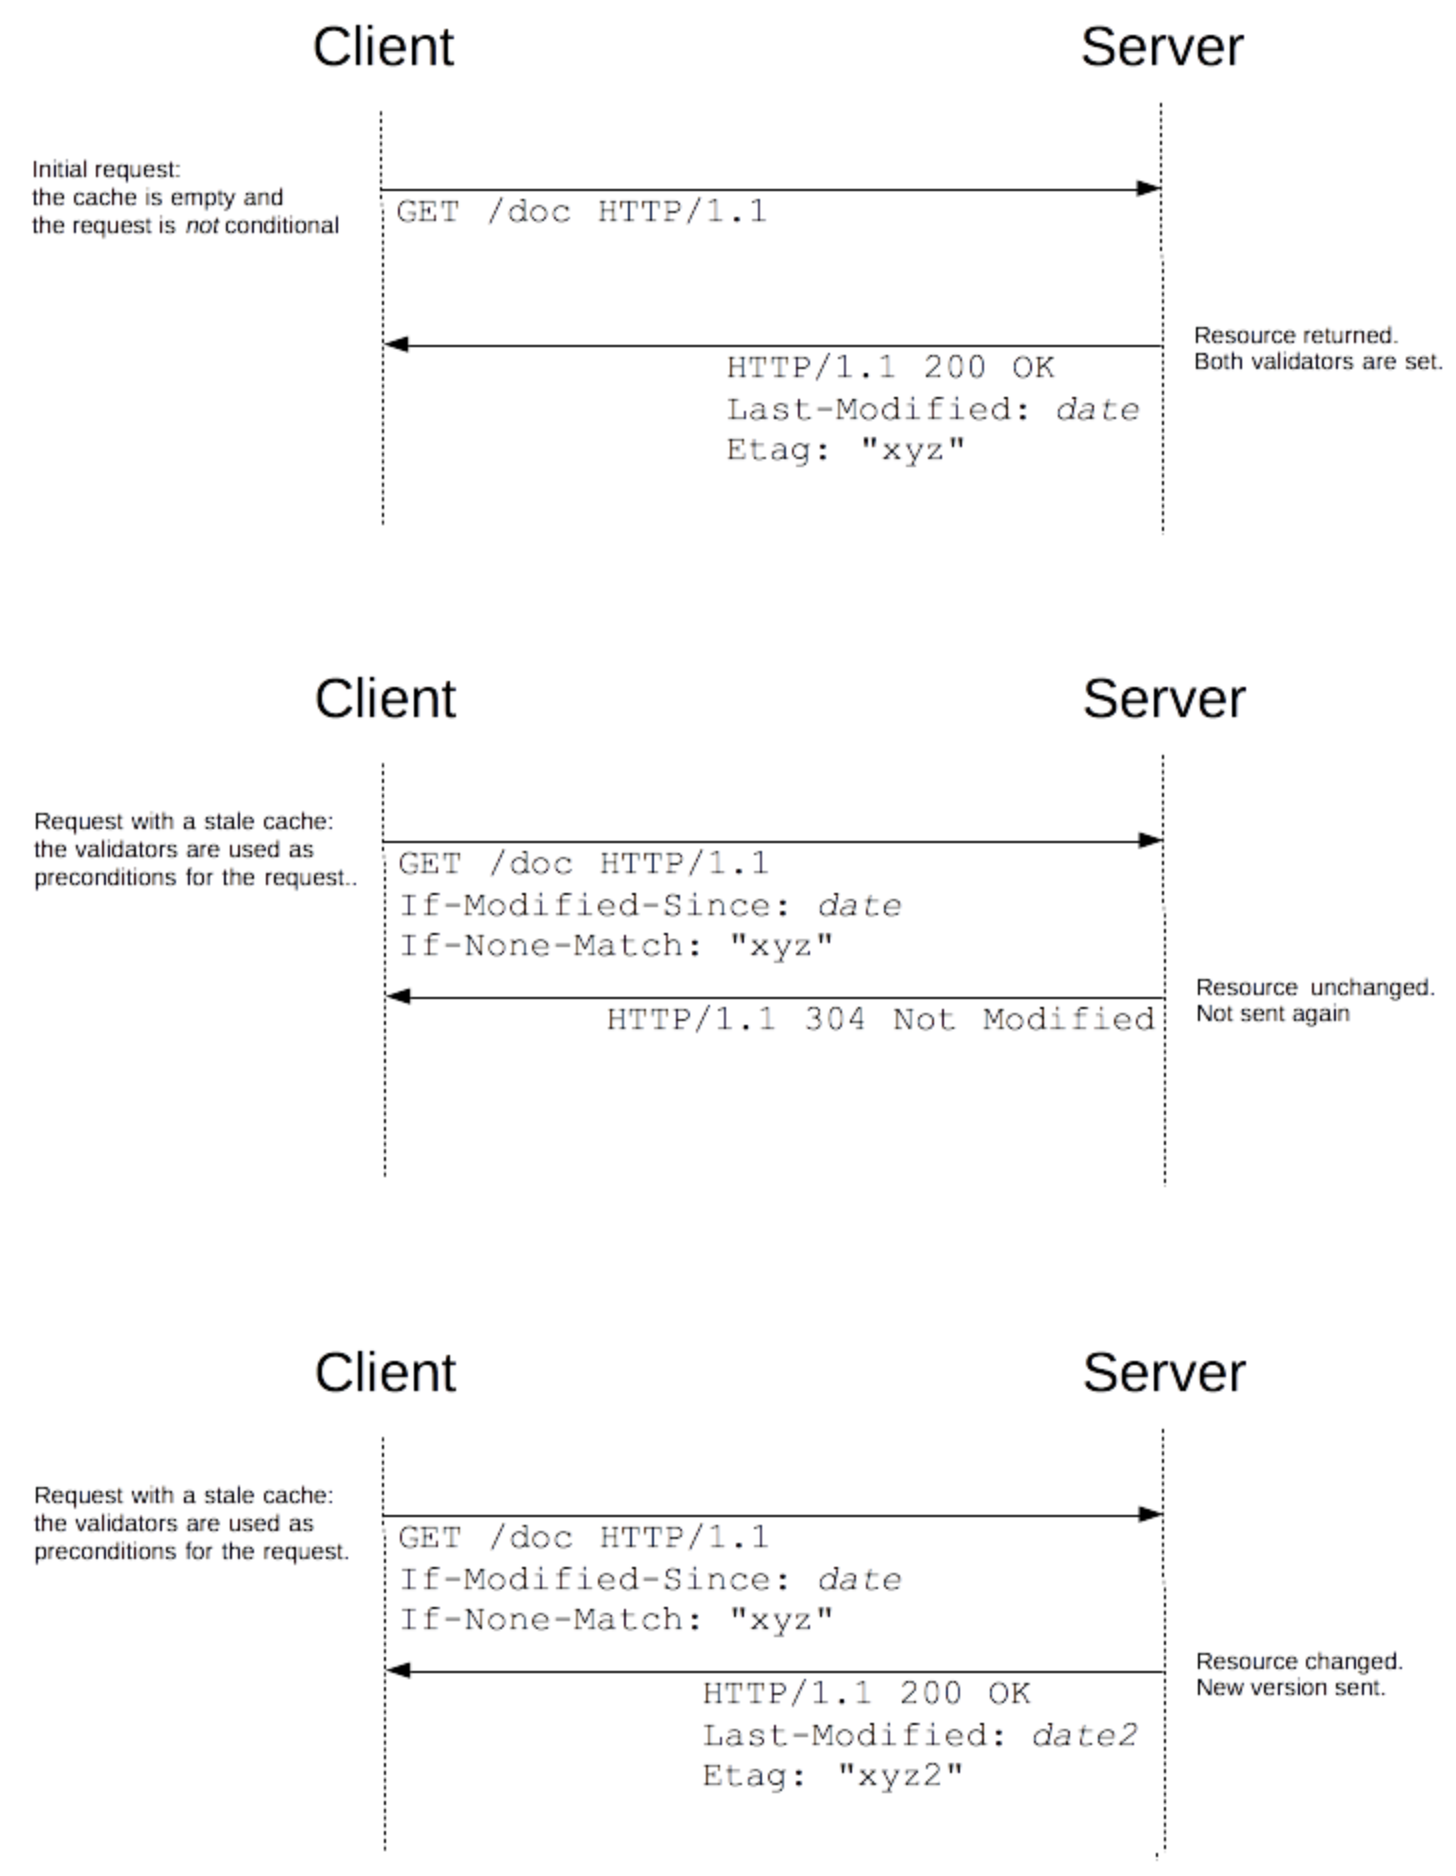 Client
Server
Initial request:
the cache is empty and
the request is not conditional
GET /doc HTTP/1.1
Resource returned.
Both validators are set.
HTTP/1.1 200 OK
Last-Modified: date
Etag: "xyz"
Client
Server
Request with a stale cache:
the validators are used as
preconditions for the request..
GET /doc HTTP/1.1
If-Modified-Since: date
If-None-Match: "xyz"
Resource unchanged.
Not sent again
HTTP/1.1 304 Not Modified
Client
Server
Request with a stale cache:
the validators are used as
preconditions for the request.
GET /doc HTTP/1.1
If-Modified-Since: date
If-None-Match: "xyz"
Resource changed.
New version sent.
HTTP/1.1 200 OK
Last-Modified: date2
Etag: "xyz2"